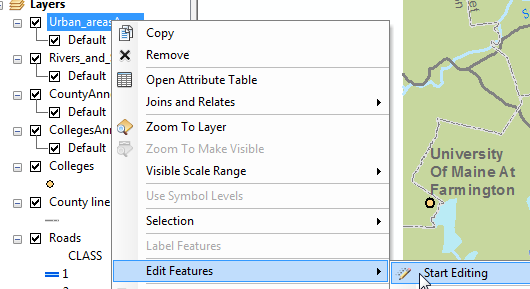 Layers
Urban_areas
Default
Rivers_and_
Default
CountyAnn
Default
CollegesAn
Default
Colleges
County line
Roads
CLASS
1
Copy
Remove
Open Attribute Table
Joins and Relates
Zoom To Layer
Zoom To Make Visible
Visible Scale Range
Use Symbol Levels
Selection
Label Features
Edit Features
Start Editing
University
Of Maine At
Farmington